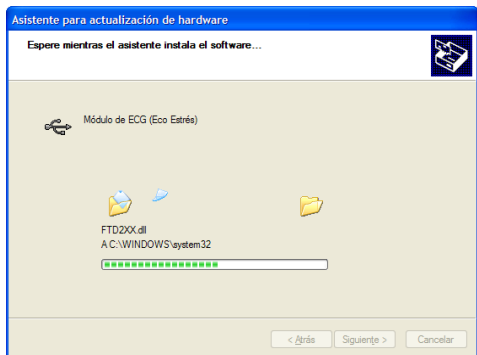 Asistente para actualización de hardware
Espere mientras el asistente instala el software...
Módulo de ECG (Eco Estrés)
FTD2XX.dll
A C:\WINDOWS\system32
< Atrás
Siguiente >
Cancelar